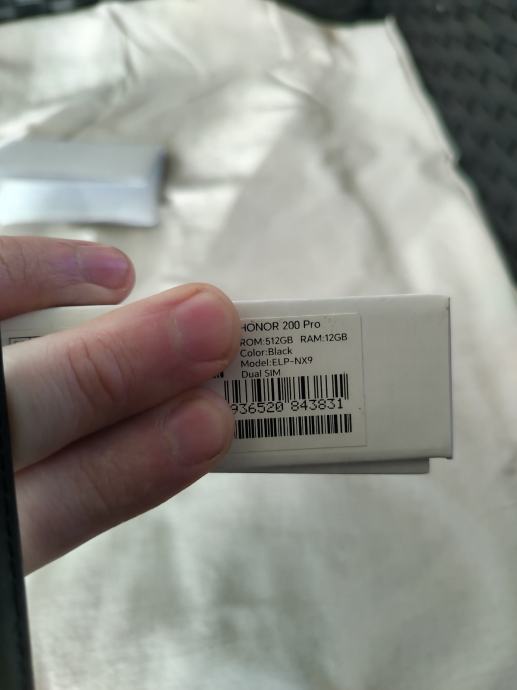 HONOR 200 Pro
ROM:512GB RAM:12GB
Color:Black
Model:ELP-NX9
Dual SIM
936520 843831